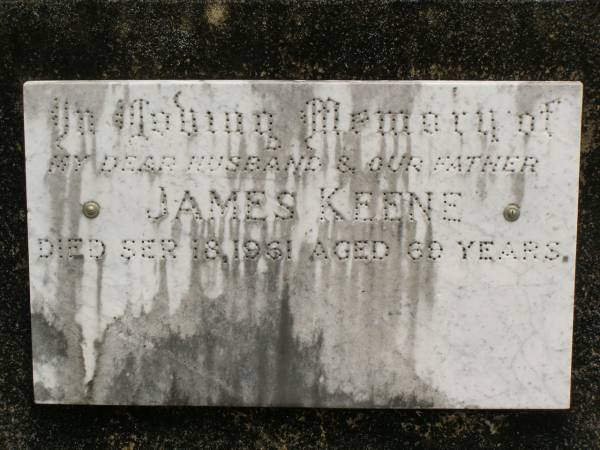 In Loving Memory of
MY DEAR HUSBAND & OUR FATHER
JAMES KEENE
DIED SEP 18, 1961 AGED 69 YEARS.